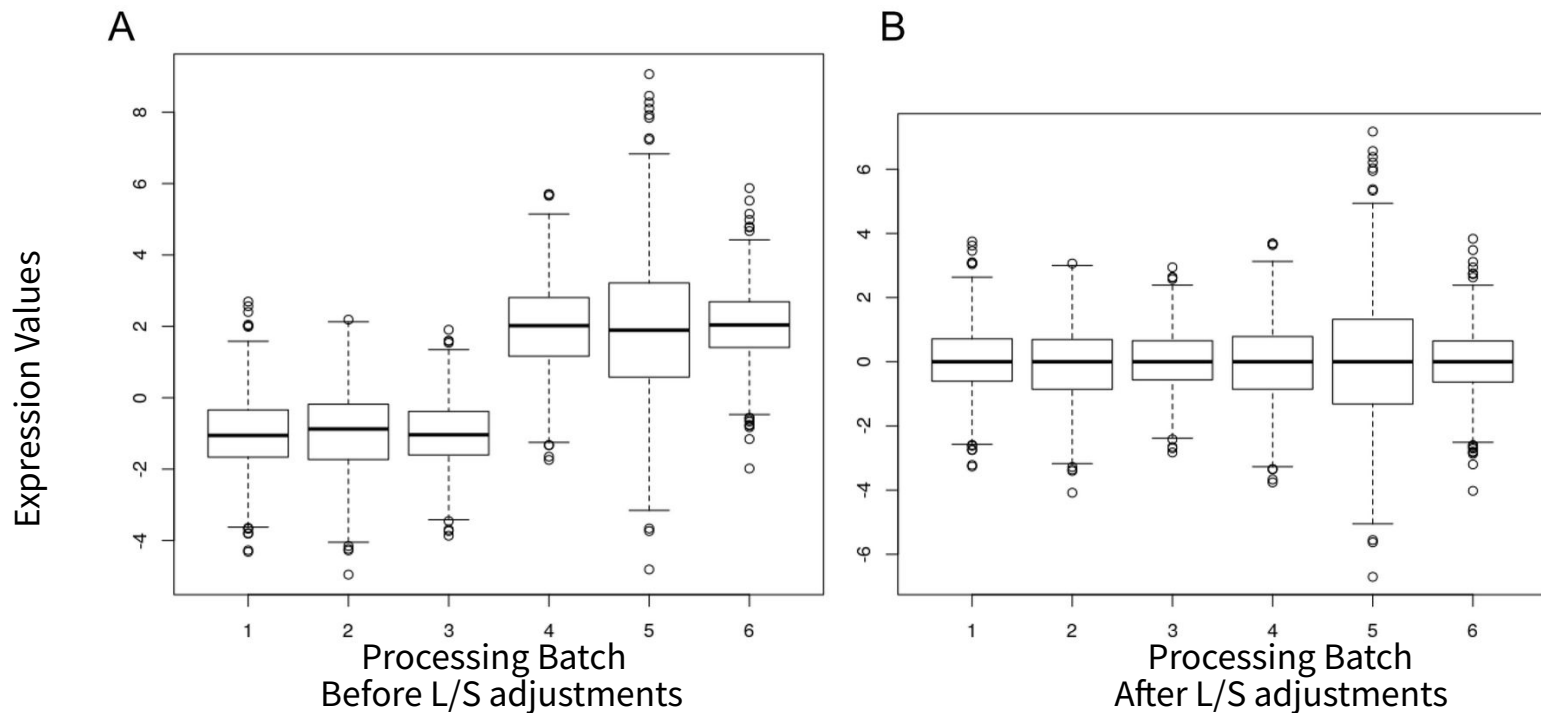 A
B
Expression Values
8
6
4
2
0
-2
-4
1 2 3 4 5 6
Processing Batch
Before L/S adjustments
6
4
2
0
-2
-4
-6
1 2 3 4 5 6
Processing Batch
After L/S adjustments